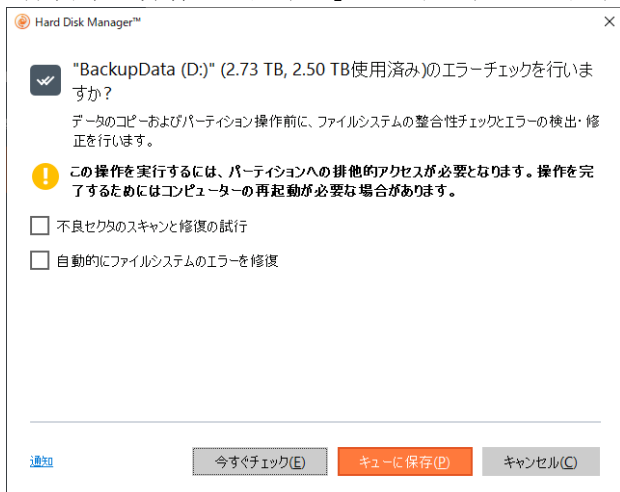 Hard Disk Manager™
"BackupData (D:)" (2.73 TB, 2.50 TB使用済み)のエラーチェックを行いま
すか?
データのコピーおよびパーティション操作前に、ファイルシステムの整合性チェックとエラーの検出・修
正を行います。
この操作を実行するには、パーティションへの排他的アクセスが必要となります。操作を完
了するためにはコンピューターの再起動が必要な場合があります。
不良セクタのスキャンと修復の試行
自動的にファイルシステムのエラーを修復
通知
今すぐチェック(E)
キューに保存(P)
キャンセル(C)